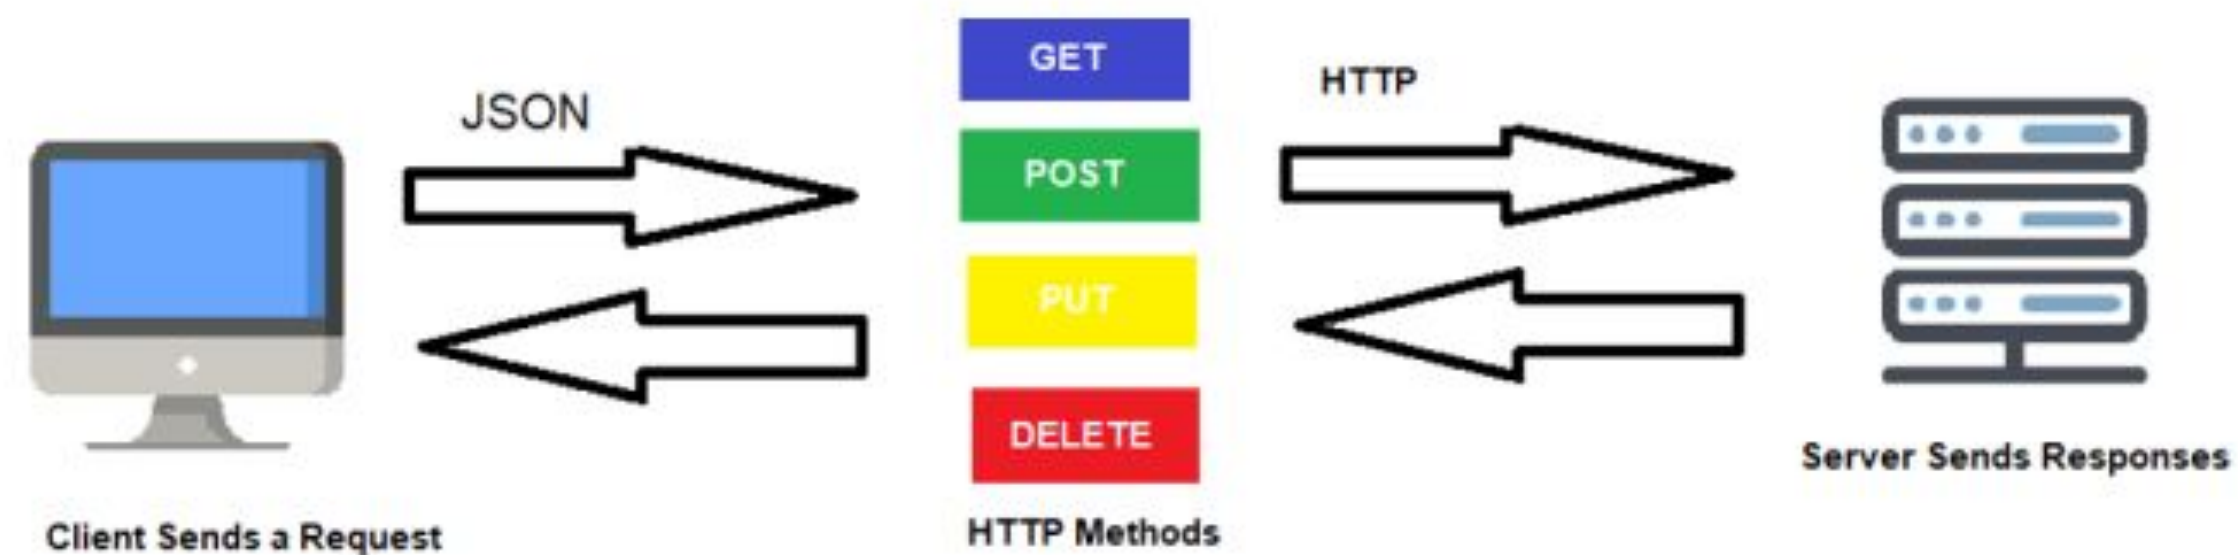 JSON
GET
POST
PUT
DELETE
HTTP
Client Sends a Request
HTTP Methods
Server Sends Responses